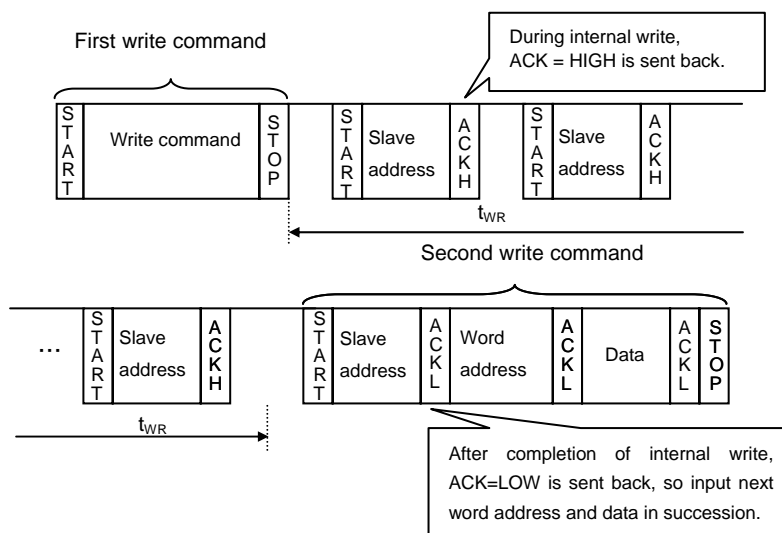 First write command
During internal write,
ACK = HIGH is sent back.
START
Write command
STOP
START
Slave
address
ACKH
START
Slave
address
ACKH
tWR
Second write command
...
START
Slave
address
ACKH
START
Slave
address
ACKL
Word
address
ACKL
Data
ACKL
STOP
tWR
After completion of internal write,
ACK=LOW is sent back, so input next
word address and data in succession.